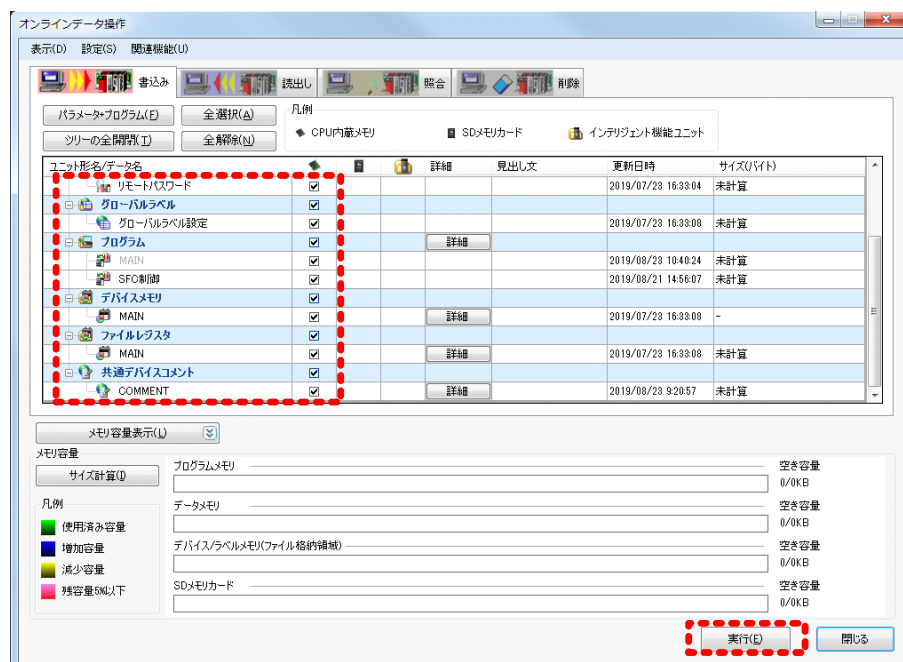 オンラインデータ操作
表示(D) 設定(S) 関連機能(U)
書込み 読出し 照合 削除
パラメータ+プログラム(F) 全選択(A) 凡例
ツリーの全開閉(T) 全解除(N) CPU内蔵メモリ SDメモリカード インテリジェント機能ユニット
ユニット形名/データ名 詳細 見出し文 更新日時 サイズ(バイト)
リモートパスワード 2019/07/23 16:33:04 未計算
グローバルラベル
グローバルラベル設定 2019/07/23 16:33:08 未計算
プログラム 詳細
MAIN 2019/08/23 10:40:24 未計算
SFC制御 2019/08/21 14:56:07 未計算
デバイスメモリ
MAIN 詳細 2019/07/23 16:33:08 -
ファイルレジスタ
MAIN 詳細 2019/07/23 16:33:08 未計算
共通デバイスコメント
COMMENT 詳細 2019/08/23 9:20:57 未計算
メモリ容量表示(L)
メモリ容量
サイズ計算(I)
プログラムメモリ 空き容量
0/0KB
凡例
使用済み容量
増加容量
減少容量
残容量5%以下
データメモリ 空き容量
0/0KB
デバイス/ラベルメモリ(ファイル格納領域) 空き容量
0/0KB
SDメモリカード 空き容量
0/0KB
実行(E) 閉じる